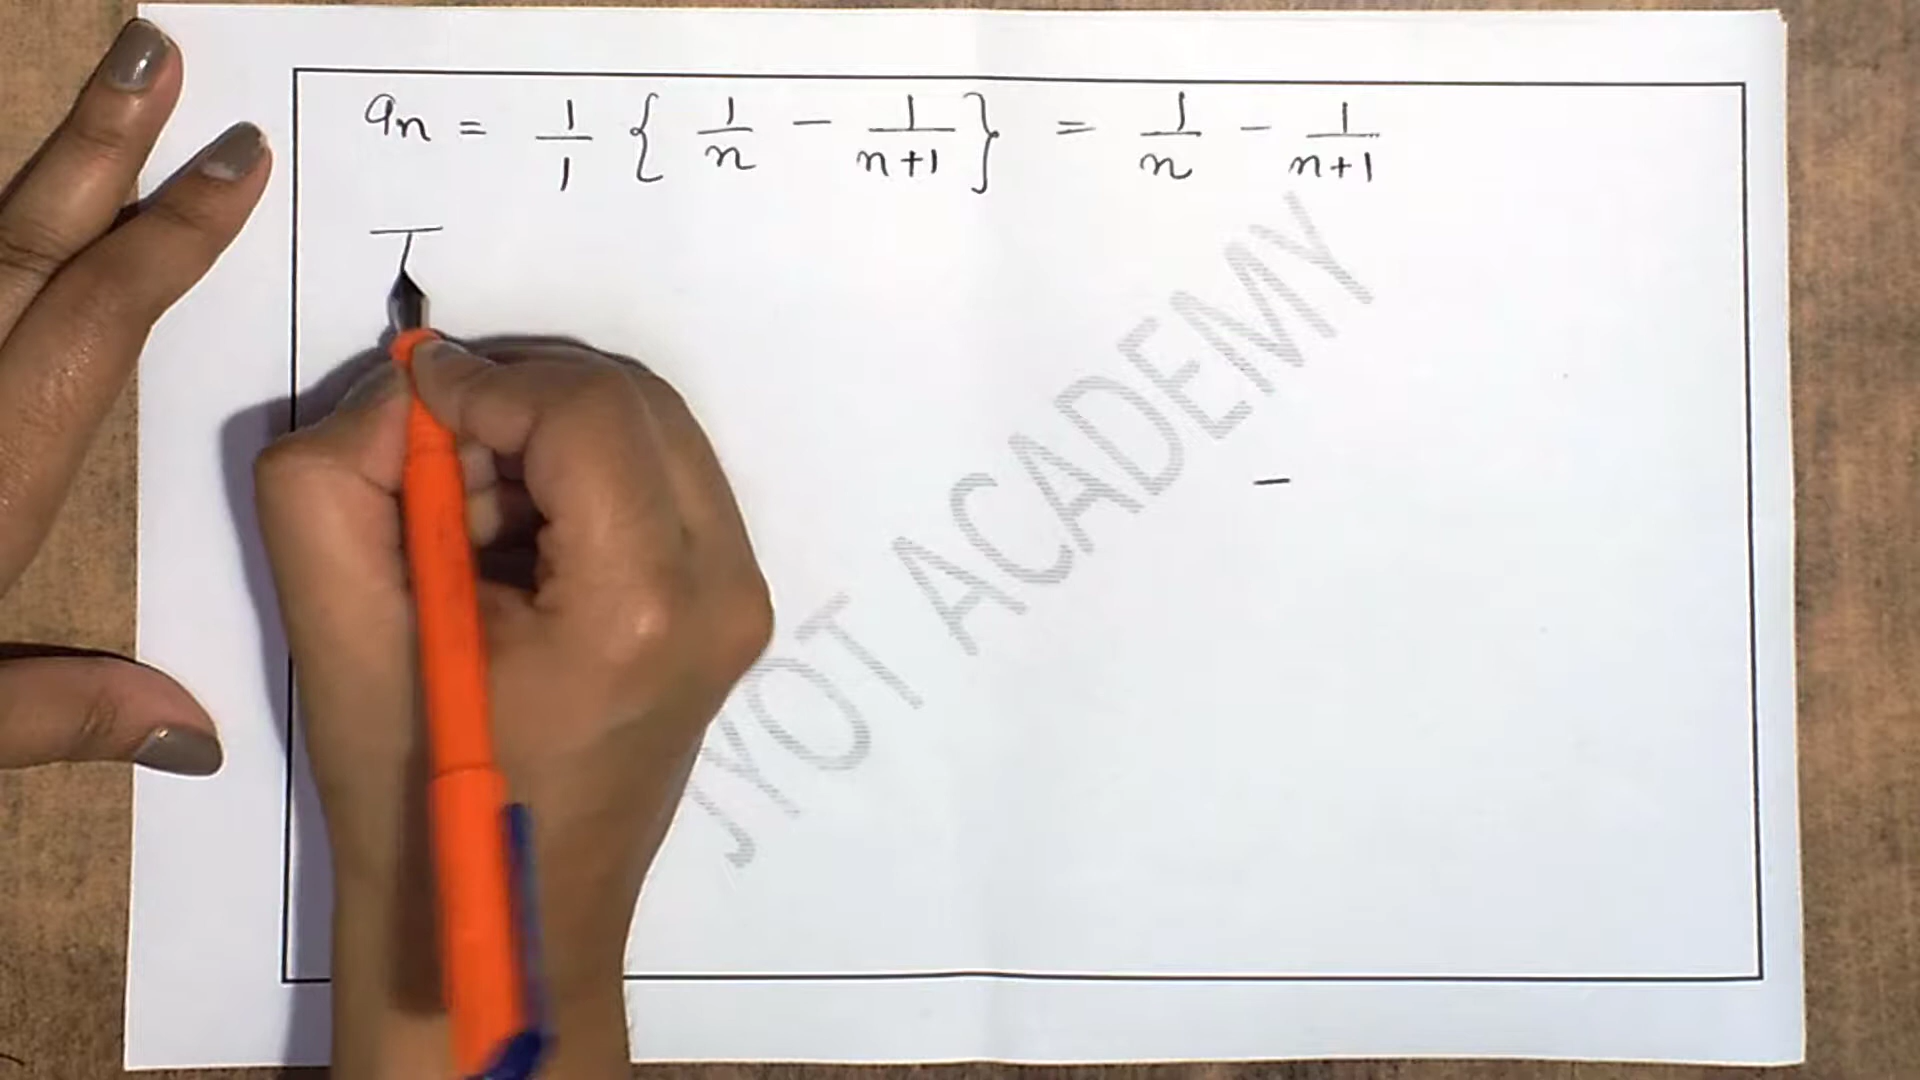 an = 1/1 { 1/n - 1/(n+1) } = 1/n - 1/(n+1)
T
-
JYOT ACADEMY